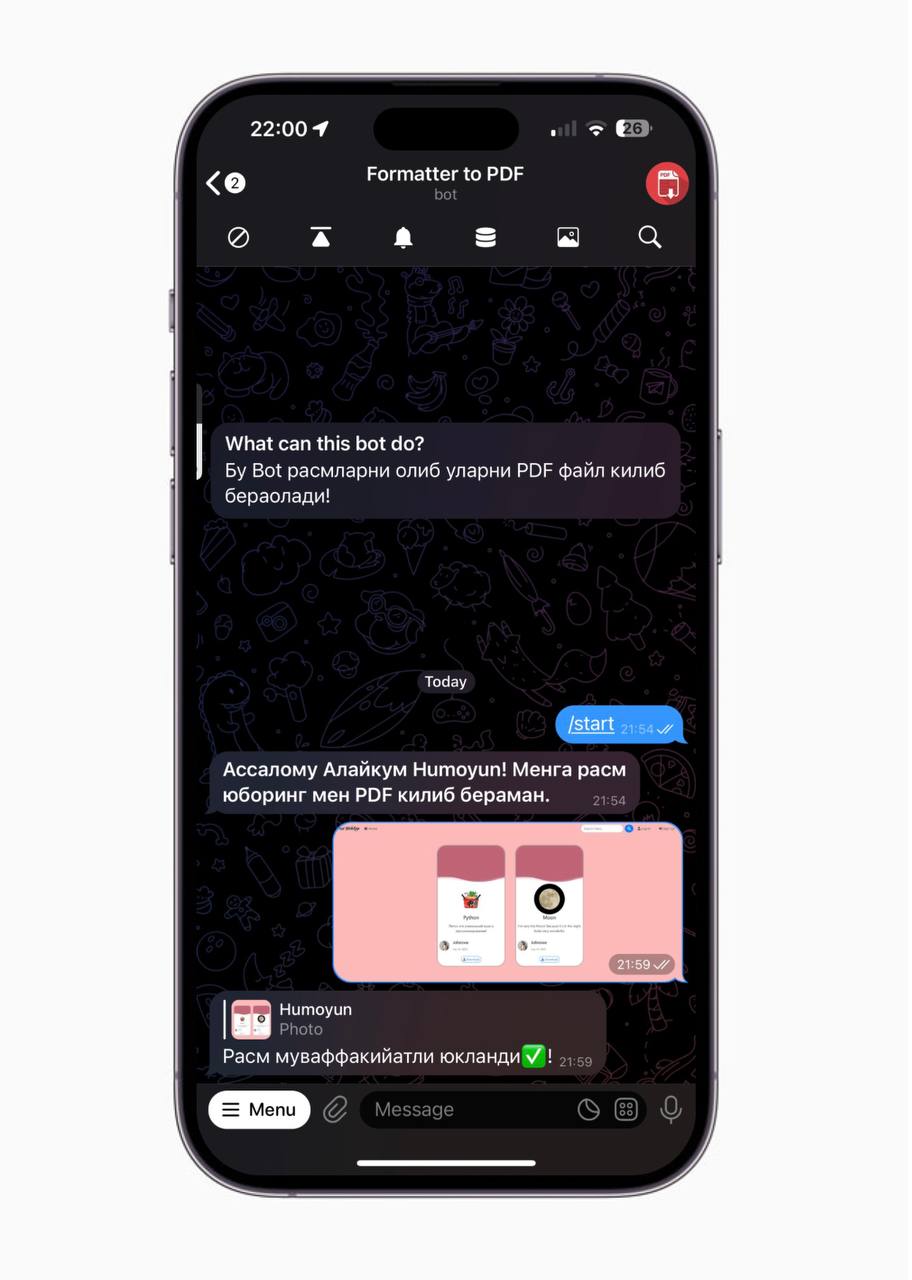 22:00
26
2
Formatter to PDF
bot
What can this bot do?
Бу Bot расмларни олиб уларни PDF файл килиб
бераолади!
Today
/start 21:54
Ассалому Алайкум Humoyun! Менга расм
юборинг мен PDF килиб бераман.
21:54
Python
Moon
21:59
Humoyun
Photo
Расм муваффакийатли юкланди✅! 21:59
Menu
Message